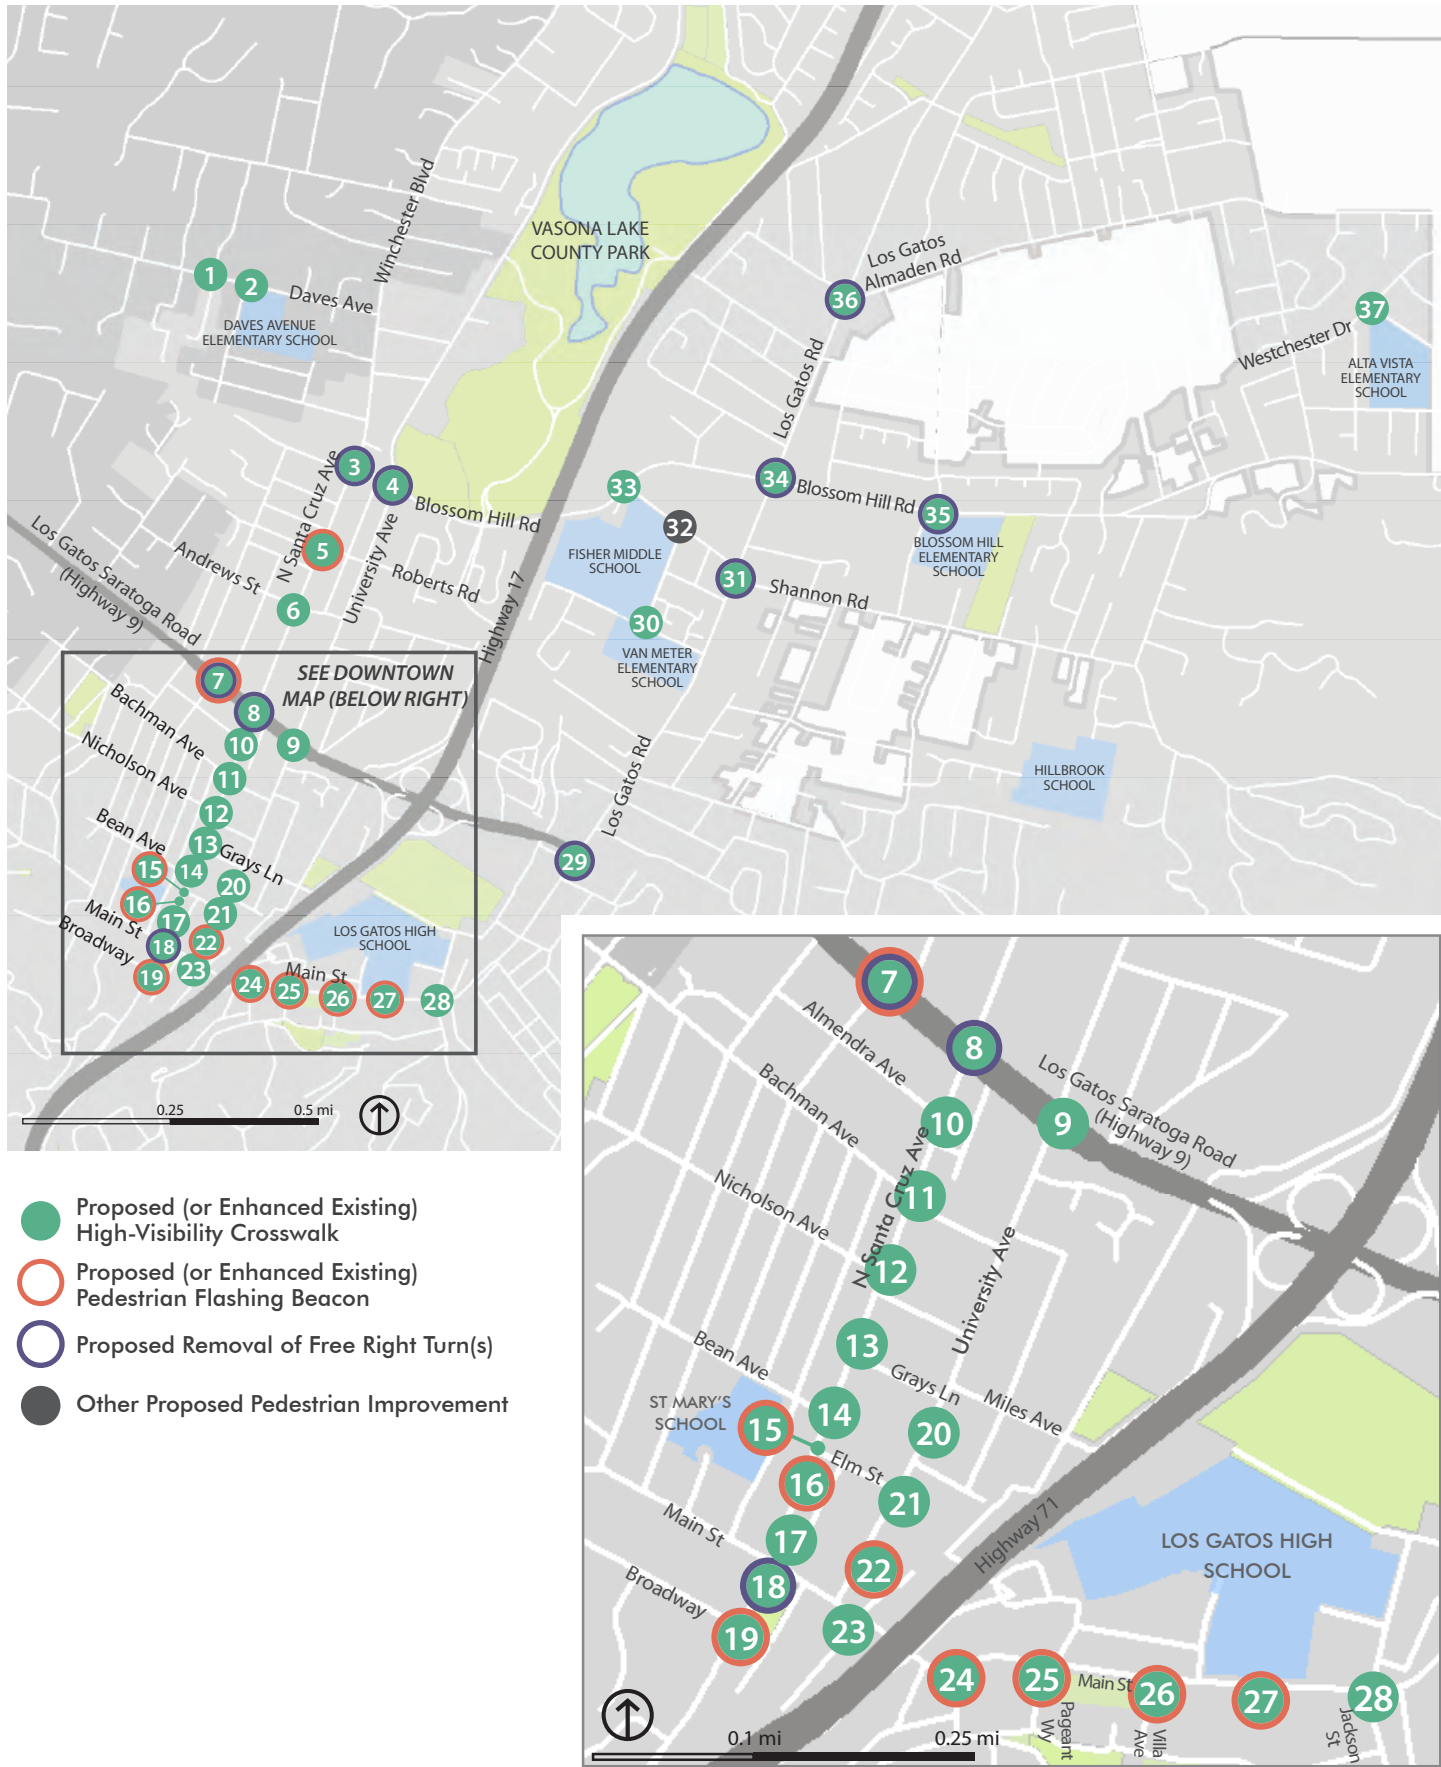 Winchester Blvd
VASONA LAKE
COUNTY PARK
Los Gatos
Almaden Rd
1
2
Daves Ave
DAVES AVENUE
ELEMENTARY SCHOOL
36
37
Westchester Dr
ALTA VISTA
ELEMENTARY
SCHOOL
Los Gatos Rd
N Santa Cruz Ave
3
4
Blossom Hill Rd
33
34
Blossom Hill Rd
35
BLOSSOM HILL
ELEMENTARY
SCHOOL
32
FISHER MIDDLE
SCHOOL
Los Gatos Saratoga Road
(Highway 9)
Andrews St
5
University Ave
Roberts Rd
Highway 17
31
Shannon Rd
6
30
VAN METER
ELEMENTARY
SCHOOL
SEE DOWNTOWN
MAP (BELOW RIGHT)
7
8
9
Bachman Ave
10
Nicholson Ave
11
12
Bean Ave
13
Grays Ln
14
15
16
20
21
Main St
17
18
22
Broadway
19
23
Los Gatos Rd
29
HILLBROOK
SCHOOL
LOS GATOS HIGH
SCHOOL
Main St
24
25
26
27
28
0.25
0.5 mi
7
Almendra Ave
8
Bachman Ave
10
9
Los Gatos Saratoga Road
(Highway 9)
N Santa Cruz Ave
11
Nicholson Ave
12
University Ave
13
Bean Ave
Grays Ln
Miles Ave
ST MARY'S
SCHOOL
15
14
20
Elm St
16
21
Main St
17
Highway 71
LOS GATOS HIGH
SCHOOL
18
22
Broadway
19
23
24
25
Main St
26
27
28
Pageant
Wy
Villa
Ave
Jackson
St
0.1 mi
0.25 mi
Proposed (or Enhanced Existing)
High-Visibility Crosswalk
Proposed (or Enhanced Existing)
Pedestrian Flashing Beacon
Proposed Removal of Free Right Turn(s)
Other Proposed Pedestrian Improvement